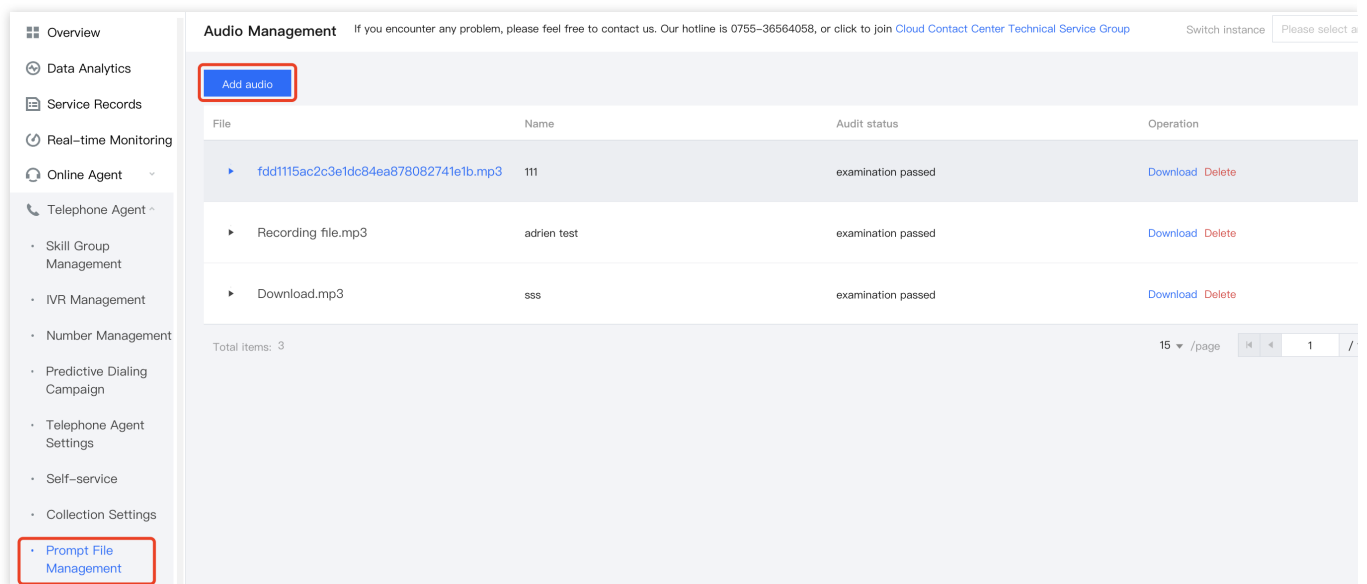 Overview
Data Analytics
Service Records
Real-time Monitoring
Online Agent
Telephone Agent
Skill Group
Management
IVR Management
Number Management
Predictive Dialing
Campaign
Telephone Agent
Settings
Self-service
Collection Settings
Prompt File
Management
Audio Management If you encounter any problem, please feel free to contact us. Our hotline is 0755-36564058, or click to join Cloud Contact Center Technical Service Group Switch instance Please select
Add audio
File Name Audit status Operation
fdd1115ac2c3e1dc84ea878082741e1b.mp3 111 examination passed Download Delete
Recording file.mp3 adrien test examination passed Download Delete
Download.mp3 sss examination passed Download Delete
Total items: 3 15 /page 1 /